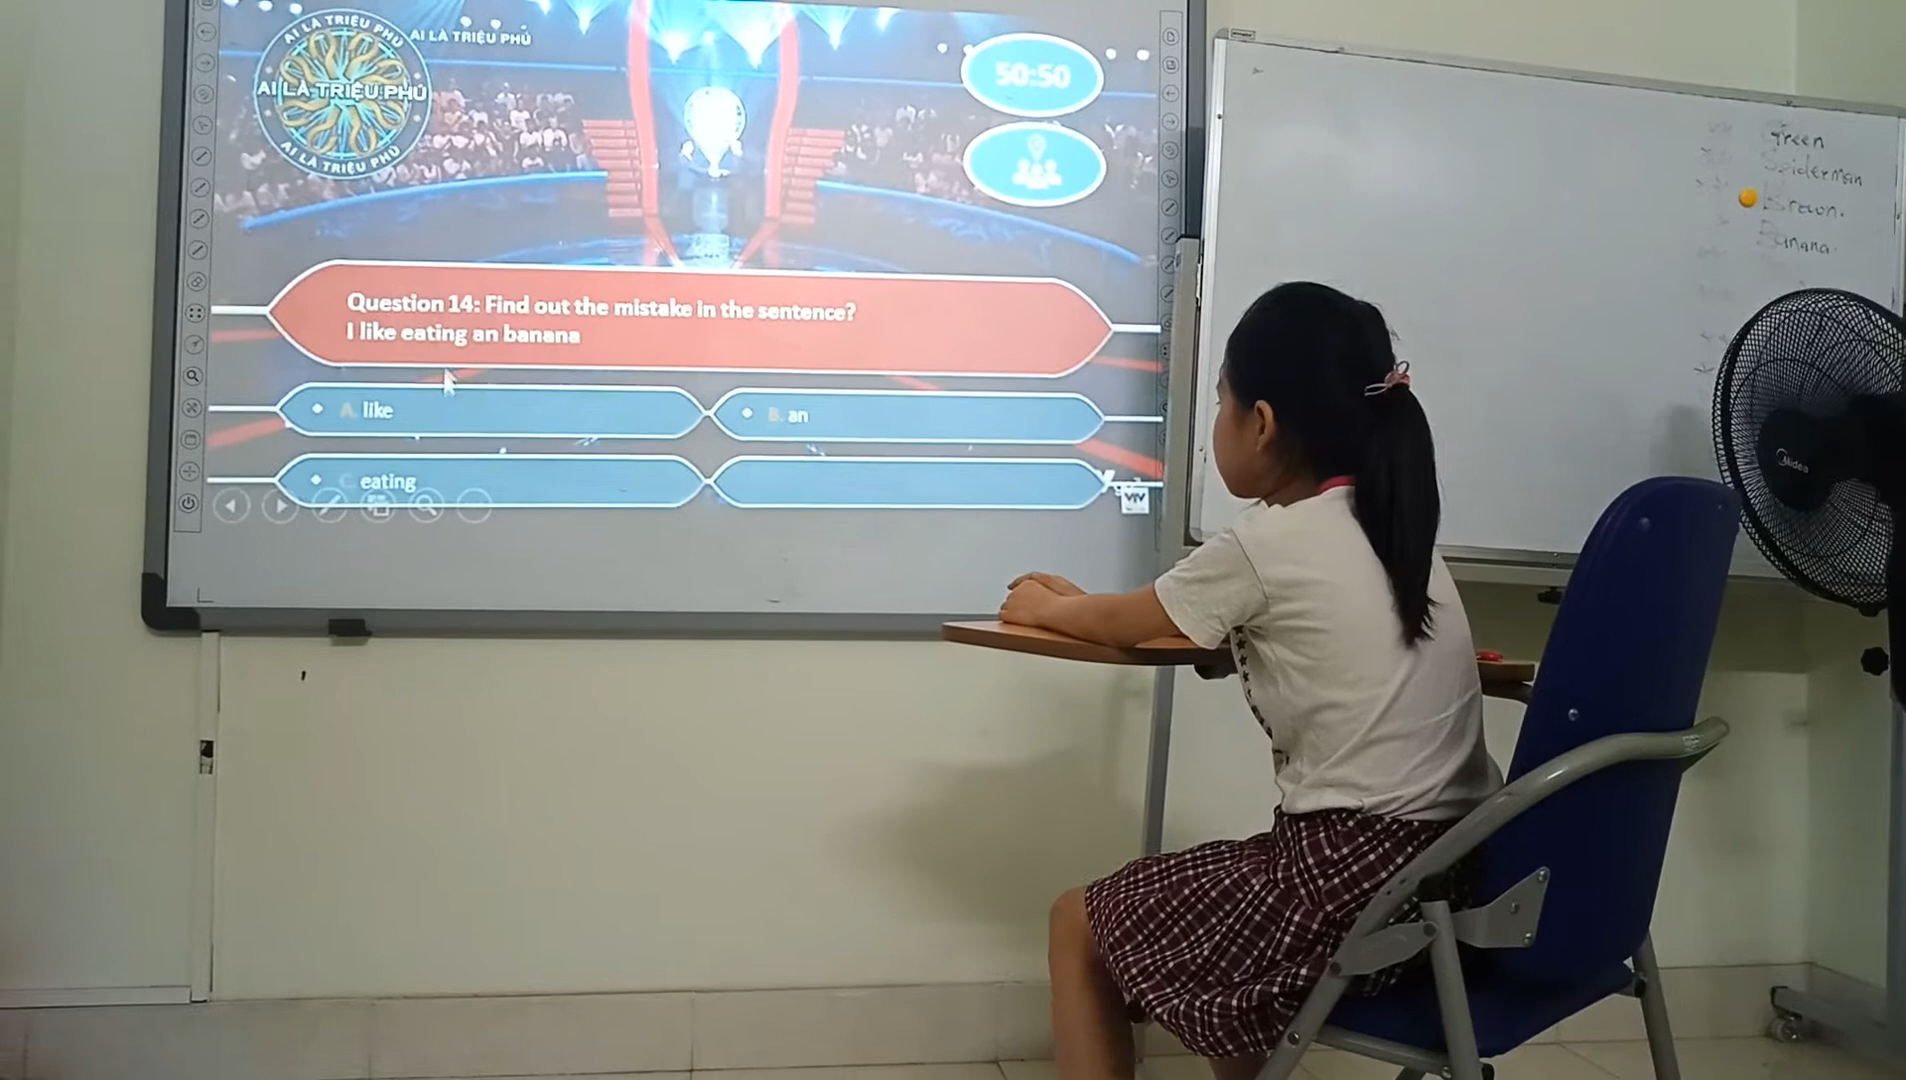 AI LÀ TRIỆU PHÚ
AI LÀ TRIỆU PHÚ
AI LÀ TRIỆU PHÚ
AI LÀ TRIỆU PHÚ
50:50
Question 14: Find out the mistake in the sentence?
I like eating an banana
A. like
B. an
C. eating
VTV
Green
Spiderman
Brown.
Banana.
Midea